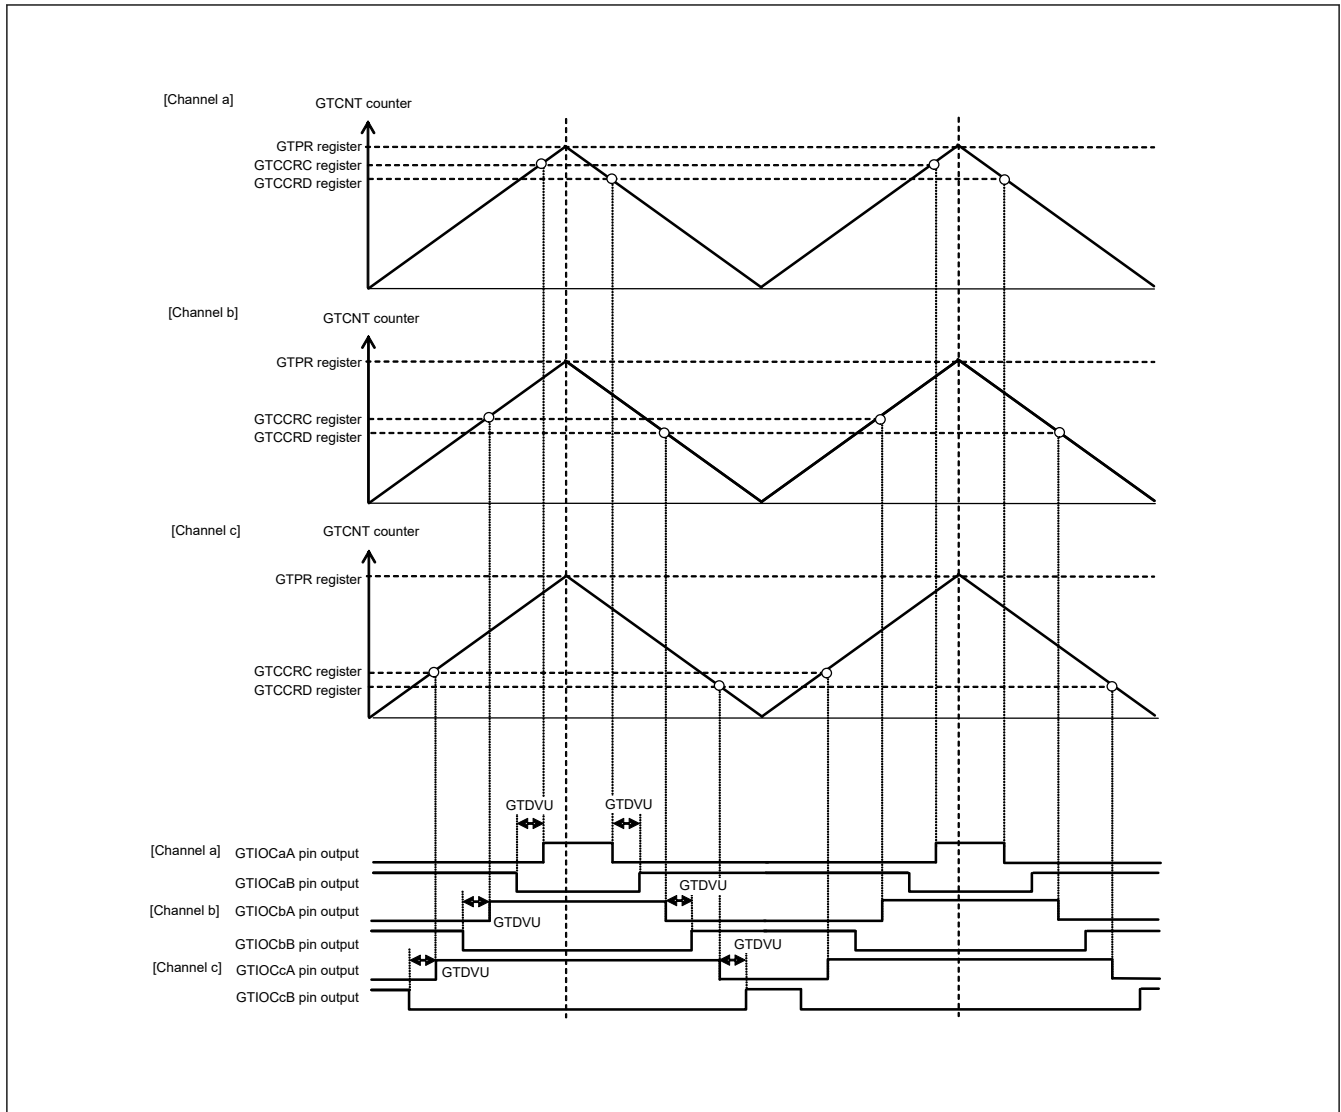 [Channel a]
GTCNT counter
GTPR register
GTCCRC register
GTCCRD register
[Channel b]
GTCNT counter
GTPR register
GTCCRC register
GTCCRD register
[Channel c]
GTCNT counter
GTPR register
GTCCRC register
GTCCRD register
GTDVU GTDVU
[Channel a] GTIOCaA pin output
GTIOCaB pin output
GTDVU
[Channel b] GTIOCbA pin output
GTDVU
GTIOCbB pin output
GTDVU
[Channel c] GTIOCcA pin output
GTDVU
GTIOCcB pin output